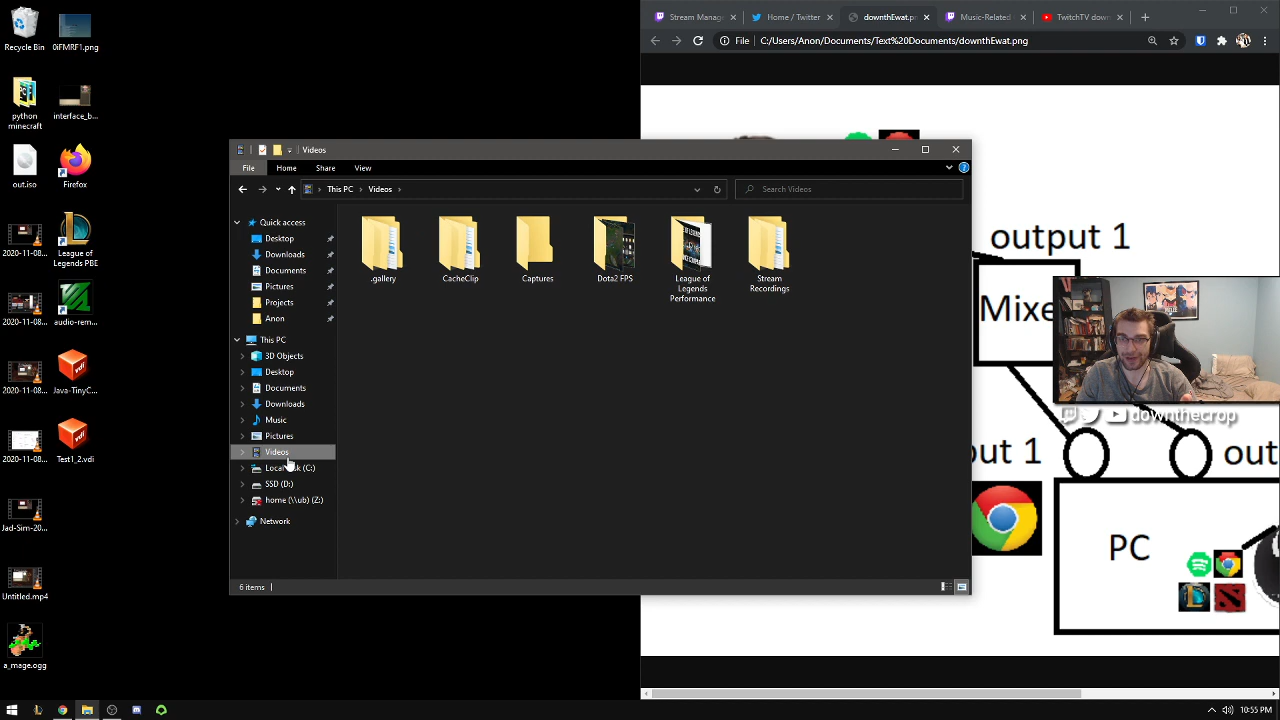 Recycle Bin
0iFMRF1.png
python
minecraft
interface_b...
out.iso
Firefox
2020-11-08...
League of
Legends PBE
2020-11-08...
audio-rem...
2020-11-08...
Java-TinyC...
2020-11-08...
Test1_2.vdi
Jad-Sim-20...
Untitled.mp4
a_mage.ogg
Stream Manag
Home / Twitter
downthEwat.p
Music-Related
TwitchTV down
File
C:/Users/Anon/Documents/Text%20Documents/downthEwat.png
Videos
File
Home
Share
View
This PC
Videos
Search Videos
Quick access
Desktop
Downloads
Documents
Pictures
Projects
Anon
This PC
3D Objects
Desktop
Documents
Downloads
Music
Pictures
Videos
Local Disk (C:)
SSD (D:)
home (\\ub) (Z:)
Network
.gallery
CacheClip
Captures
Dota2 FPS
League of
Legends
Performance
Stream
Recordings
6 items
output 1
Mixe
downthecrop
out 1
out
PC
10:55 PM